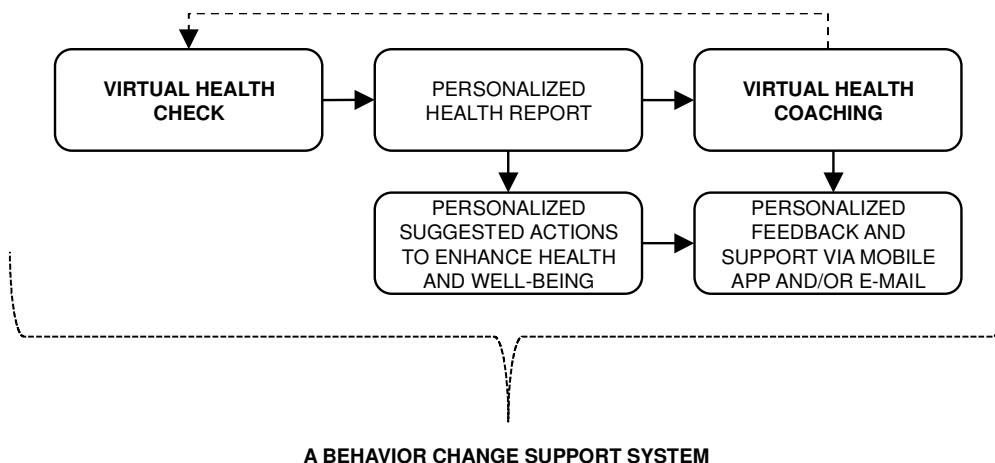 VIRTUAL HEALTH
CHECK
PERSONALIZED
HEALTH REPORT
VIRTUAL HEALTH
COACHING
PERSONALIZED
SUGGESTED ACTIONS
TO ENHANCE HEALTH
AND WELL-BEING
PERSONALIZED
FEEDBACK AND
SUPPORT VIA MOBILE
APP AND/OR E-MAIL
A BEHAVIOR CHANGE SUPPORT SYSTEM